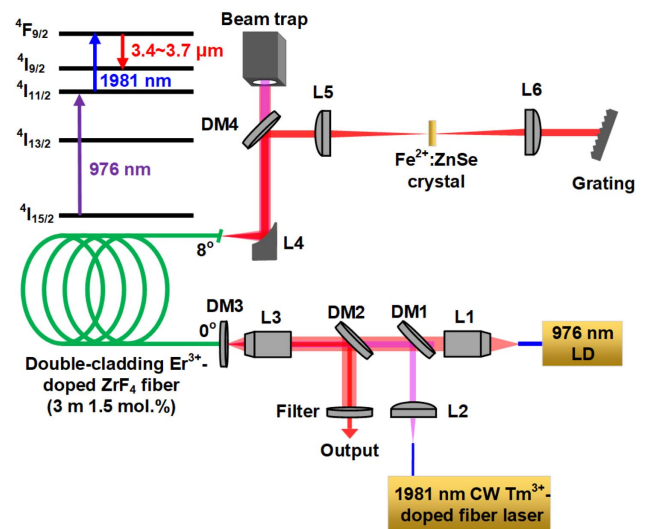 Beam trap
⁴F₉/₂
3.4~3.7 µm
⁴I₉/₂
1981 nm
⁴I₁₁/₂
DM4
L5
L6
⁴I₁₃/₂
976 nm
Fe²⁺:ZnSe
crystal
Grating
⁴I₁₅/₂
8°
L4
DM3
0°
L3
DM2
DM1
L1
976 nm
LD
Double-cladding Er³⁺-
doped ZrF₄ fiber
(3 m 1.5 mol.%)
Filter
L2
Output
1981 nm CW Tm³⁺-
doped fiber laser